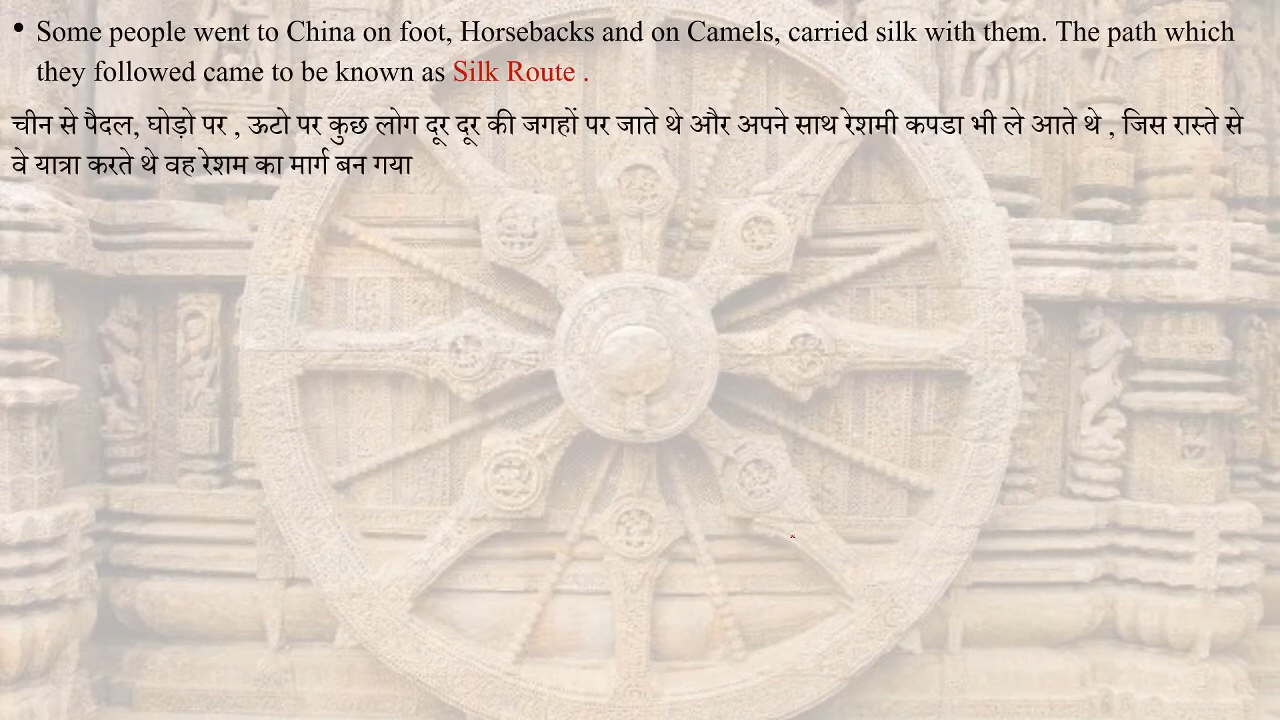 • Some people went to China on foot, Horsebacks and on Camels, carried silk with them. The path which
they followed came to be known as Silk Route .
चीन से पैदल, घोड़ो पर , ऊटो पर कुछ लोग दूर दूर की जगहों पर जाते थे और अपने साथ रेशमी कपडा भी ले आते थे , जिस रास्ते से
वे यात्रा करते थे वह रेशम का मार्ग बन गया